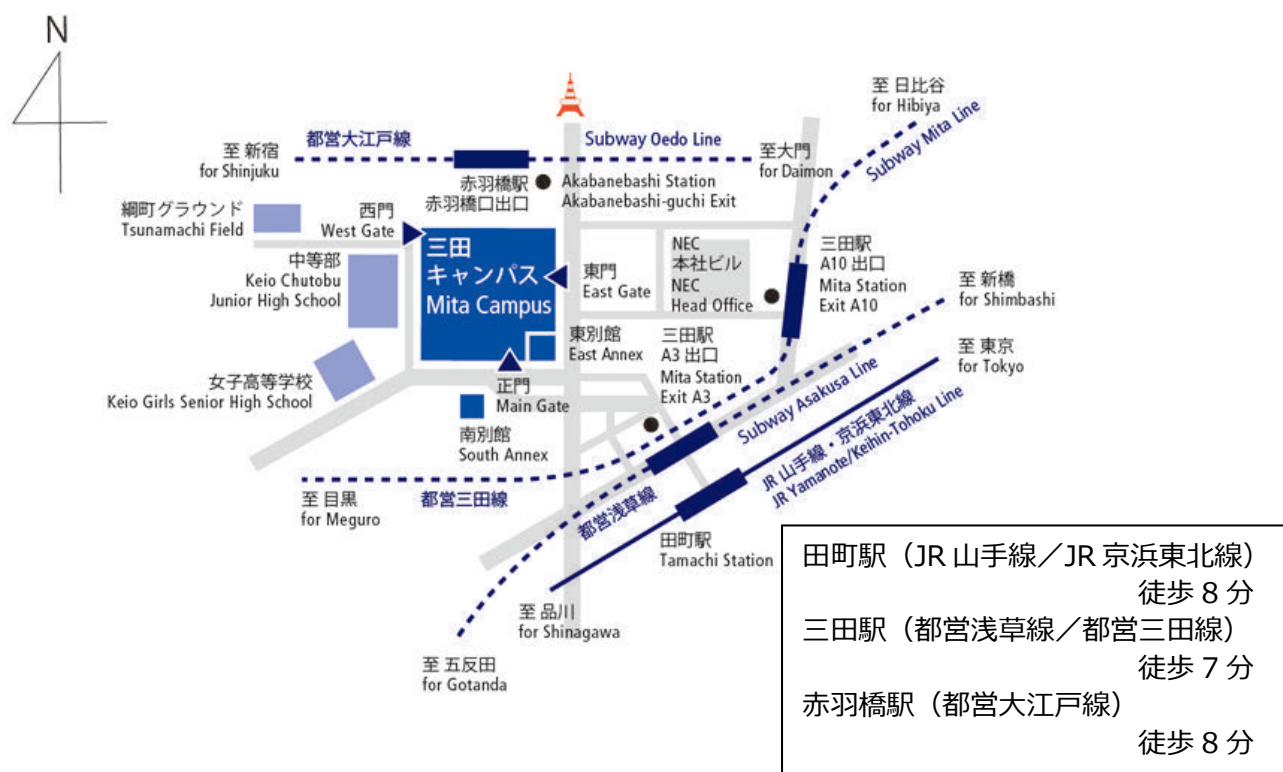 N
至 日比谷
for Hibiya
Subway Mita Line
都営大江戸線
Subway Oedo Line
至 新宿
for Shinjuku
至大門
for Daimon
赤羽橋駅
赤羽橋口出口
Akabanebashi Station
Akabanebashi-guchi Exit
綱町グラウンド
Tsunamachi Field
西門
West Gate
三田
キャンパス
Mita Campus
東門
East Gate
NEC
本社ビル
NEC
Head Office
三田駅
A10 出口
Mita Station
Exit A10
至 新橋
for Shimbashi
中等部
Keio Chutobu
Junior High School
東別館
East Annex
三田駅
A3 出口
Mita Station
Exit A3
至 東京
for Tokyo
女子高等学校
Keio Girls Senior High School
正門
Main Gate
南別館
South Annex
Subway Asakusa Line
JR 山手線・京浜東北線
JR Yamanote/Keihin-Tohoku Line
至 目黒
for Meguro
都営三田線
都営浅草線
田町駅
Tamachi Station
至 品川
for Shinagawa
至 五反田
for Gotanda
田町駅（JR 山手線／JR 京浜東北線）
徒歩 8 分
三田駅（都営浅草線／都営三田線）
徒歩 7 分
赤羽橋駅（都営大江戸線）
徒歩 8 分